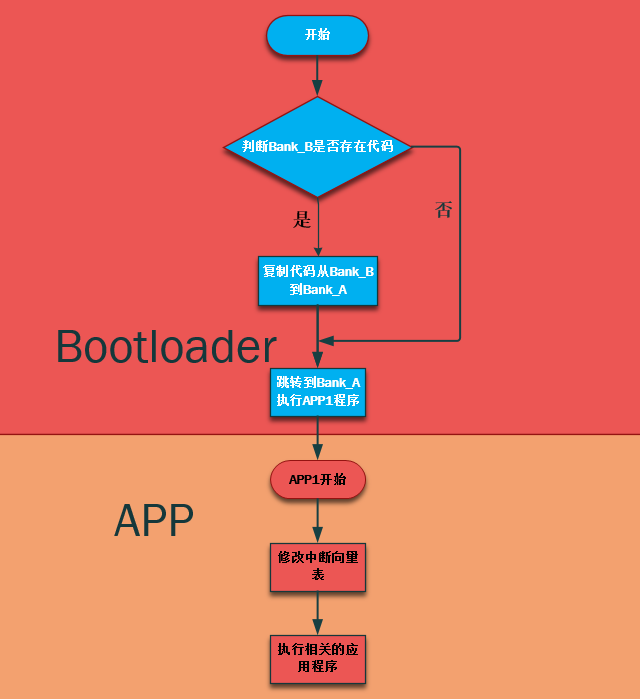 开始
判断Bank_B是否存在代码
是
否
复制代码从Bank_B
到Bank_A
Bootloader
跳转到Bank_A
执行APP1程序
APP1开始
APP
修改中断向量
表
执行相关的应
用程序